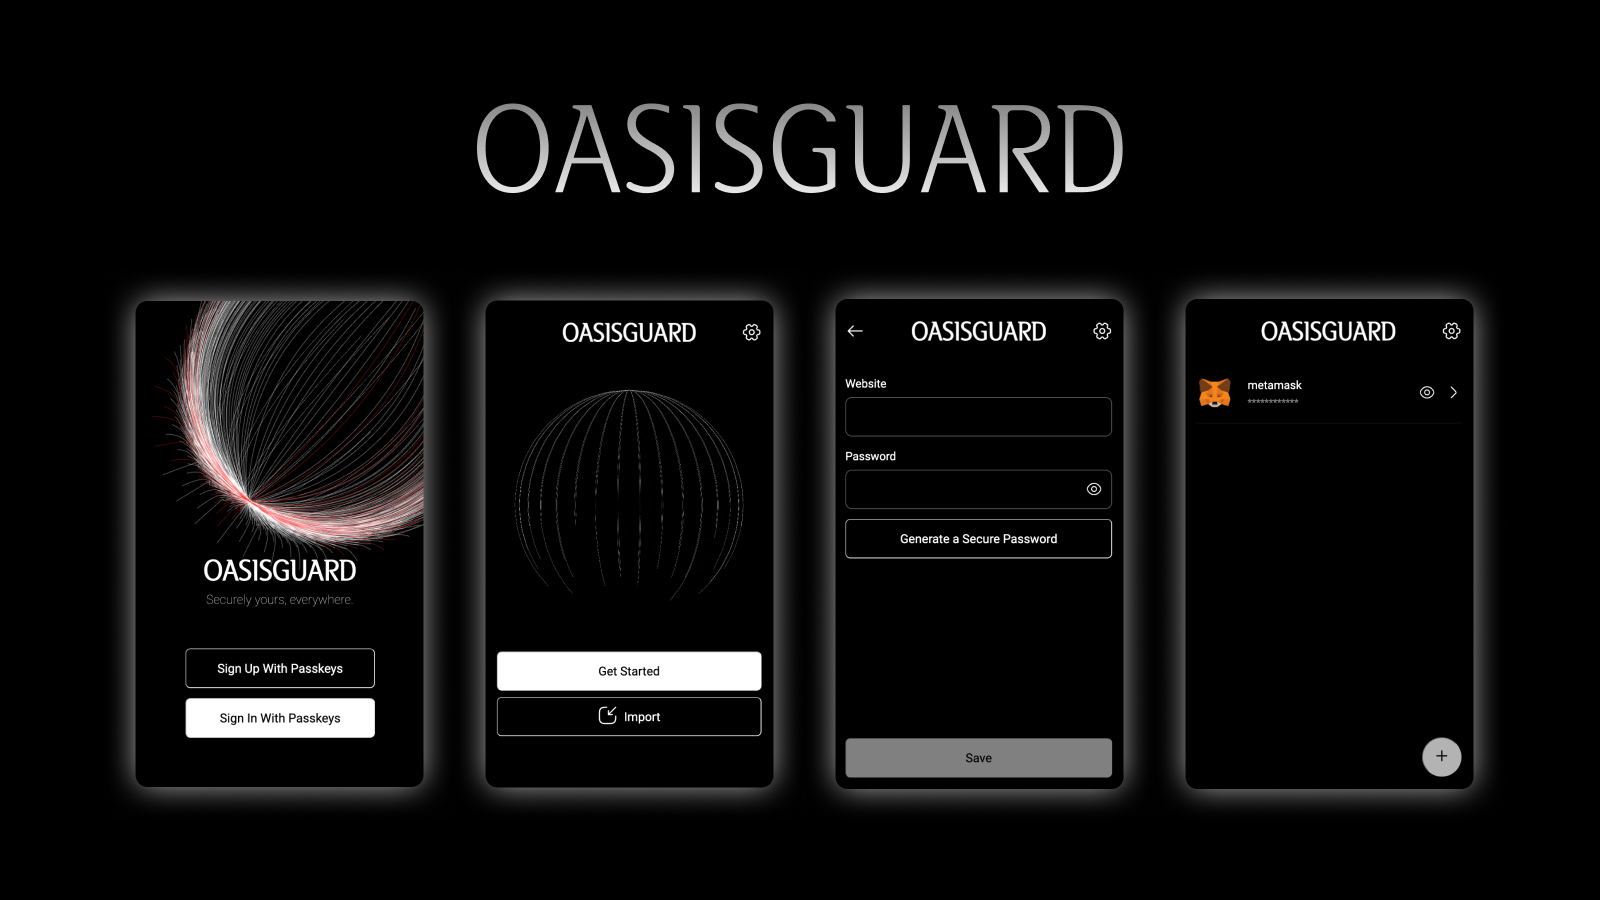 OASISGUARD
OASISGUARD
Securely yours, everywhere.
Sign Up With Passkeys
Sign In With Passkeys
OASISGUARD
Get Started
Import
OASISGUARD
Website
Password
Generate a Secure Password
Save
OASISGUARD
metamask
************